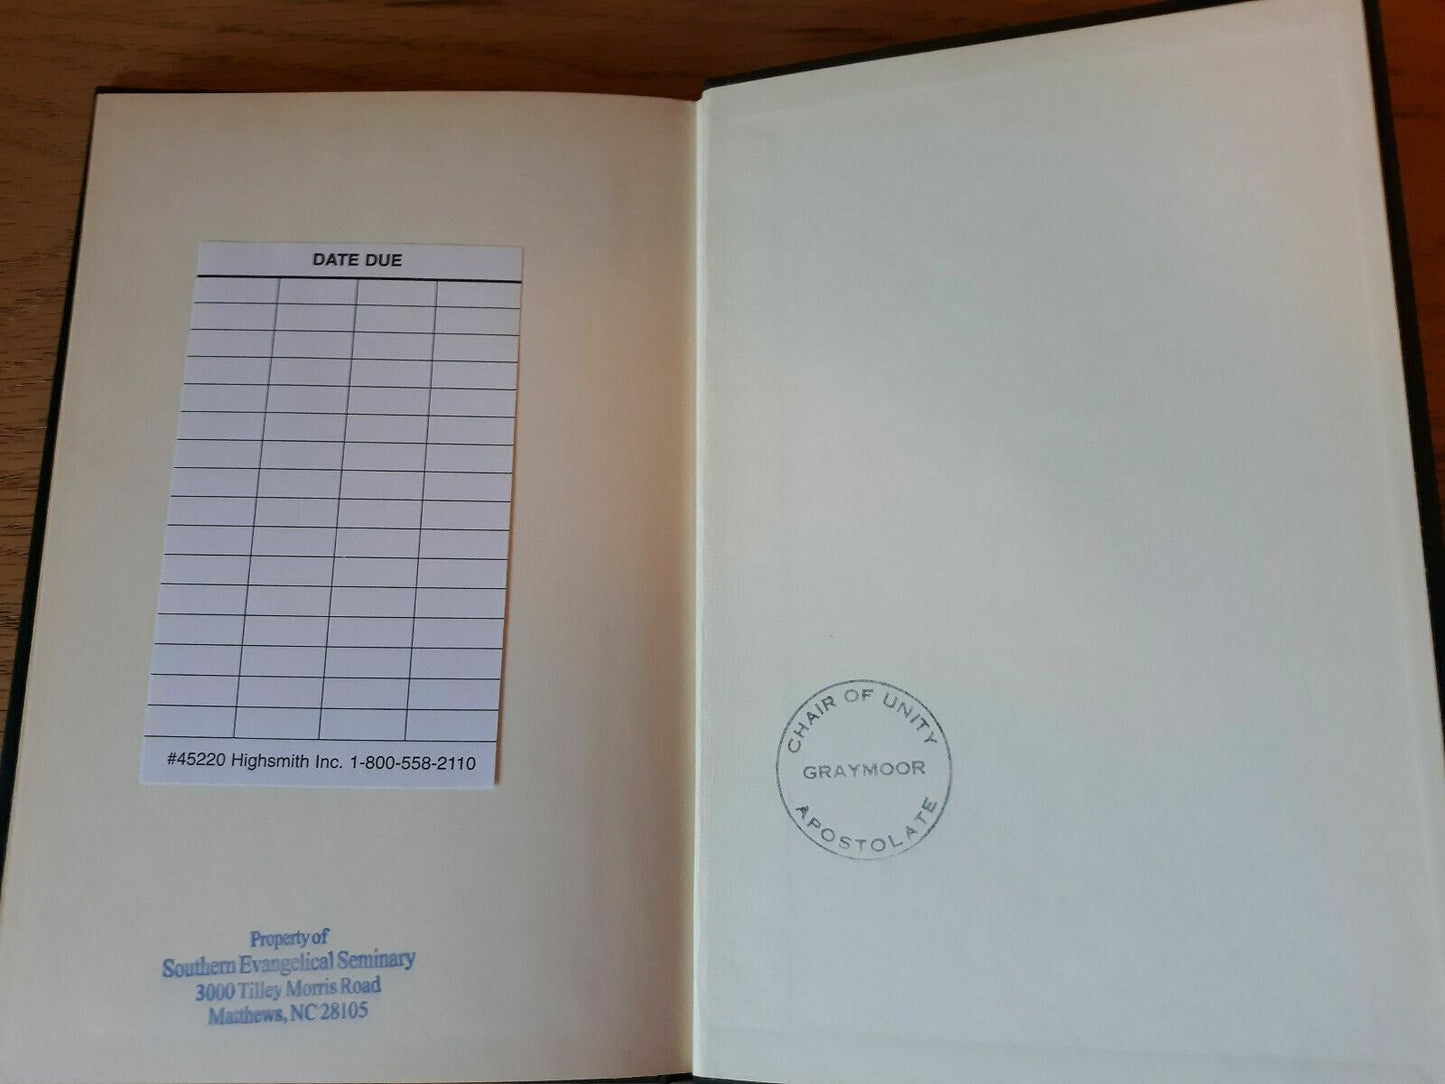 DATE DUE
#45220 Highsmith Inc. 1-800-558-2110
Property of
Southern Evangelical Seminary
3000 Tilley Morris Road
Matthews, NC 28105
CHAIR OF UNITY
GRAYMOOR
APOSTOLATE